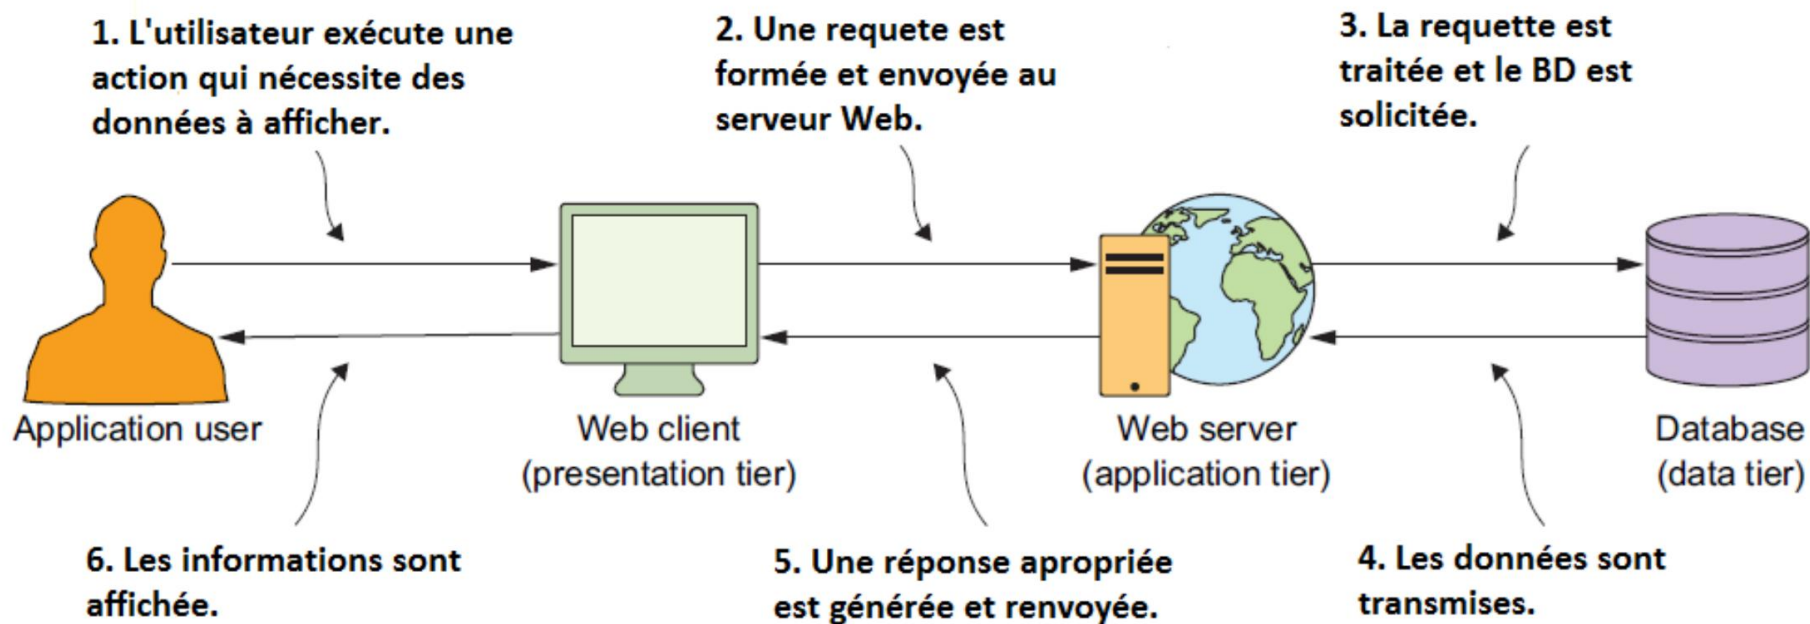 1. L'utilisateur exécute une
action qui nécessite des
données à afficher.
2. Une requete est
formée et envoyée au
serveur Web.
3. La requette est
traitée et le BD est
solicitée.
Application user
Web client
(presentation tier)
Web server
(application tier)
Database
(data tier)
6. Les informations sont
affichée.
5. Une réponse apropriée
est générée et renvoyée.
4. Les données sont
transmises.